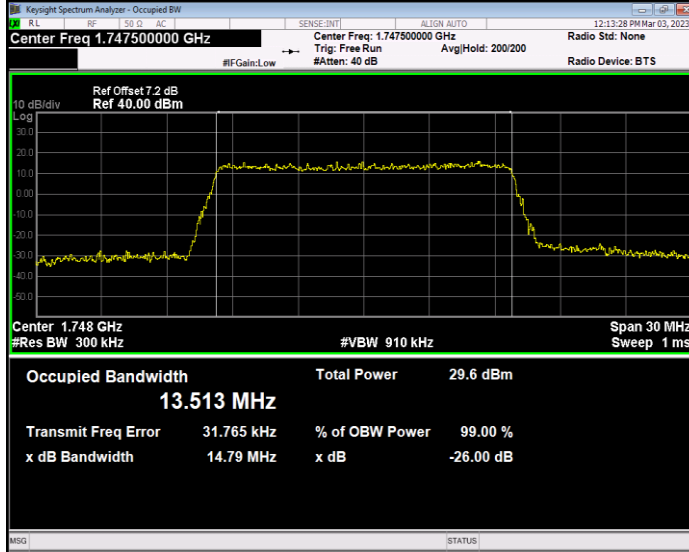 Keysight Spectrum Analyzer - Occupied BW
RL RF 50 Ω AC SENSE:INT ALIGN AUTO 12:13:28 PM Mar 03, 2023
Center Freq 1.747500000 GHz Center Freq: 1.747500000 GHz Radio Std: None
Trig: Free Run Avg|Hold: 200/200
#IFGain:Low #Atten: 40 dB Radio Device: BTS
Ref Offset 7.2 dB
10 dB/div Ref 40.00 dBm
Log
30.0
20.0
10.0
0.00
-10.0
-20.0
-30.0
-40.0
-50.0
Center 1.748 GHz Span 30 MHz
#Res BW 300 kHz #VBW 910 kHz Sweep 1 ms
Occupied Bandwidth Total Power 29.6 dBm
13.513 MHz
Transmit Freq Error 31.765 kHz % of OBW Power 99.00 %
x dB Bandwidth 14.79 MHz x dB -26.00 dB
MSG STATUS